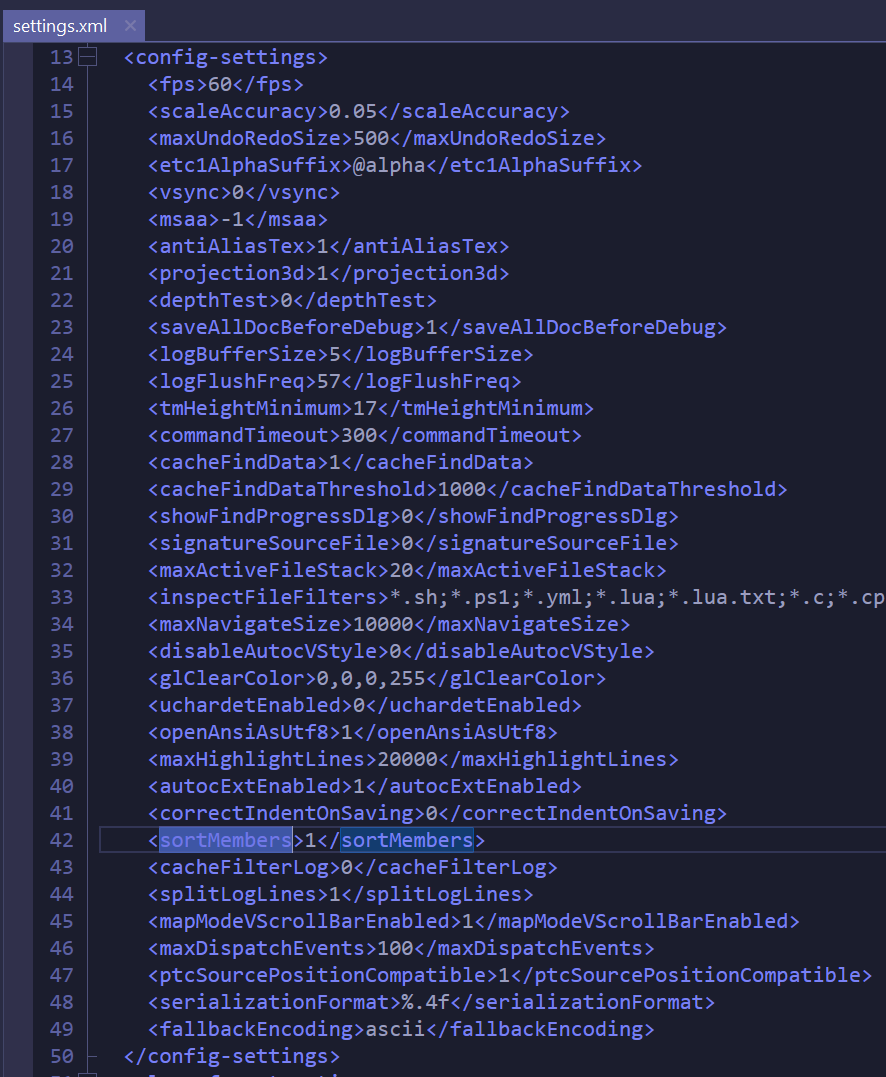 settings.xml ×
13 <config-settings>
14 <fps>60</fps>
15 <scaleAccuracy>0.05</scaleAccuracy>
16 <maxUndoRedoSize>500</maxUndoRedoSize>
17 <etc1AlphaSuffix>@alpha</etc1AlphaSuffix>
18 <vsync>0</vsync>
19 <msaa>-1</msaa>
20 <antiAliasTex>1</antiAliasTex>
21 <projection3d>1</projection3d>
22 <depthTest>0</depthTest>
23 <saveAllDocBeforeDebug>1</saveAllDocBeforeDebug>
24 <logBufferSize>5</logBufferSize>
25 <logFlushFreq>57</logFlushFreq>
26 <tmHeightMinimum>17</tmHeightMinimum>
27 <commandTimeout>300</commandTimeout>
28 <cacheFindData>1</cacheFindData>
29 <cacheFindDataThreshold>1000</cacheFindDataThreshold>
30 <showFindProgressDlg>0</showFindProgressDlg>
31 <signatureSourceFile>0</signatureSourceFile>
32 <maxActiveFileStack>20</maxActiveFileStack>
33 <inspectFileFilters>*.sh;*.ps1;*.yml;*.lua;*.lua.txt;*.c;*.cp
34 <maxNavigateSize>10000</maxNavigateSize>
35 <disableAutocVStyle>0</disableAutocVStyle>
36 <glClearColor>0,0,0,255</glClearColor>
37 <uchardetEnabled>0</uchardetEnabled>
38 <openAnsiAsUtf8>1</openAnsiAsUtf8>
39 <maxHighlightLines>20000</maxHighlightLines>
40 <autocExtEnabled>1</autocExtEnabled>
41 <correctIndentOnSaving>0</correctIndentOnSaving>
42 <sortMembers>1</sortMembers>
43 <cacheFilterLog>0</cacheFilterLog>
44 <splitLogLines>1</splitLogLines>
45 <mapModeVScrollBarEnabled>1</mapModeVScrollBarEnabled>
46 <maxDispatchEvents>100</maxDispatchEvents>
47 <ptcSourcePositionCompatible>1</ptcSourcePositionCompatible>
48 <serializationFormat>%.4f</serializationFormat>
49 <fallbackEncoding>ascii</fallbackEncoding>
50 </config-settings>